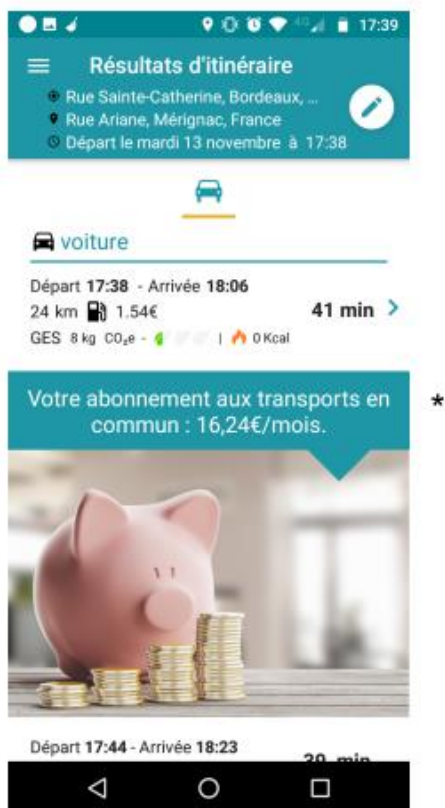 17:39
Résultats d'itinéraire
Rue Sainte-Catherine, Bordeaux, ...
Rue Ariane, Mérignac, France
Départ le mardi 13 novembre à 17:38
voiture
Départ 17:38 - Arrivée 18:06
24 km 1.54€ 41 min >
GES 8 kg CO₂e - | 0 Kcal
Votre abonnement aux transports en *
commun : 16,24€/mois.
Départ 17:44 - Arrivée 18:23
39 min